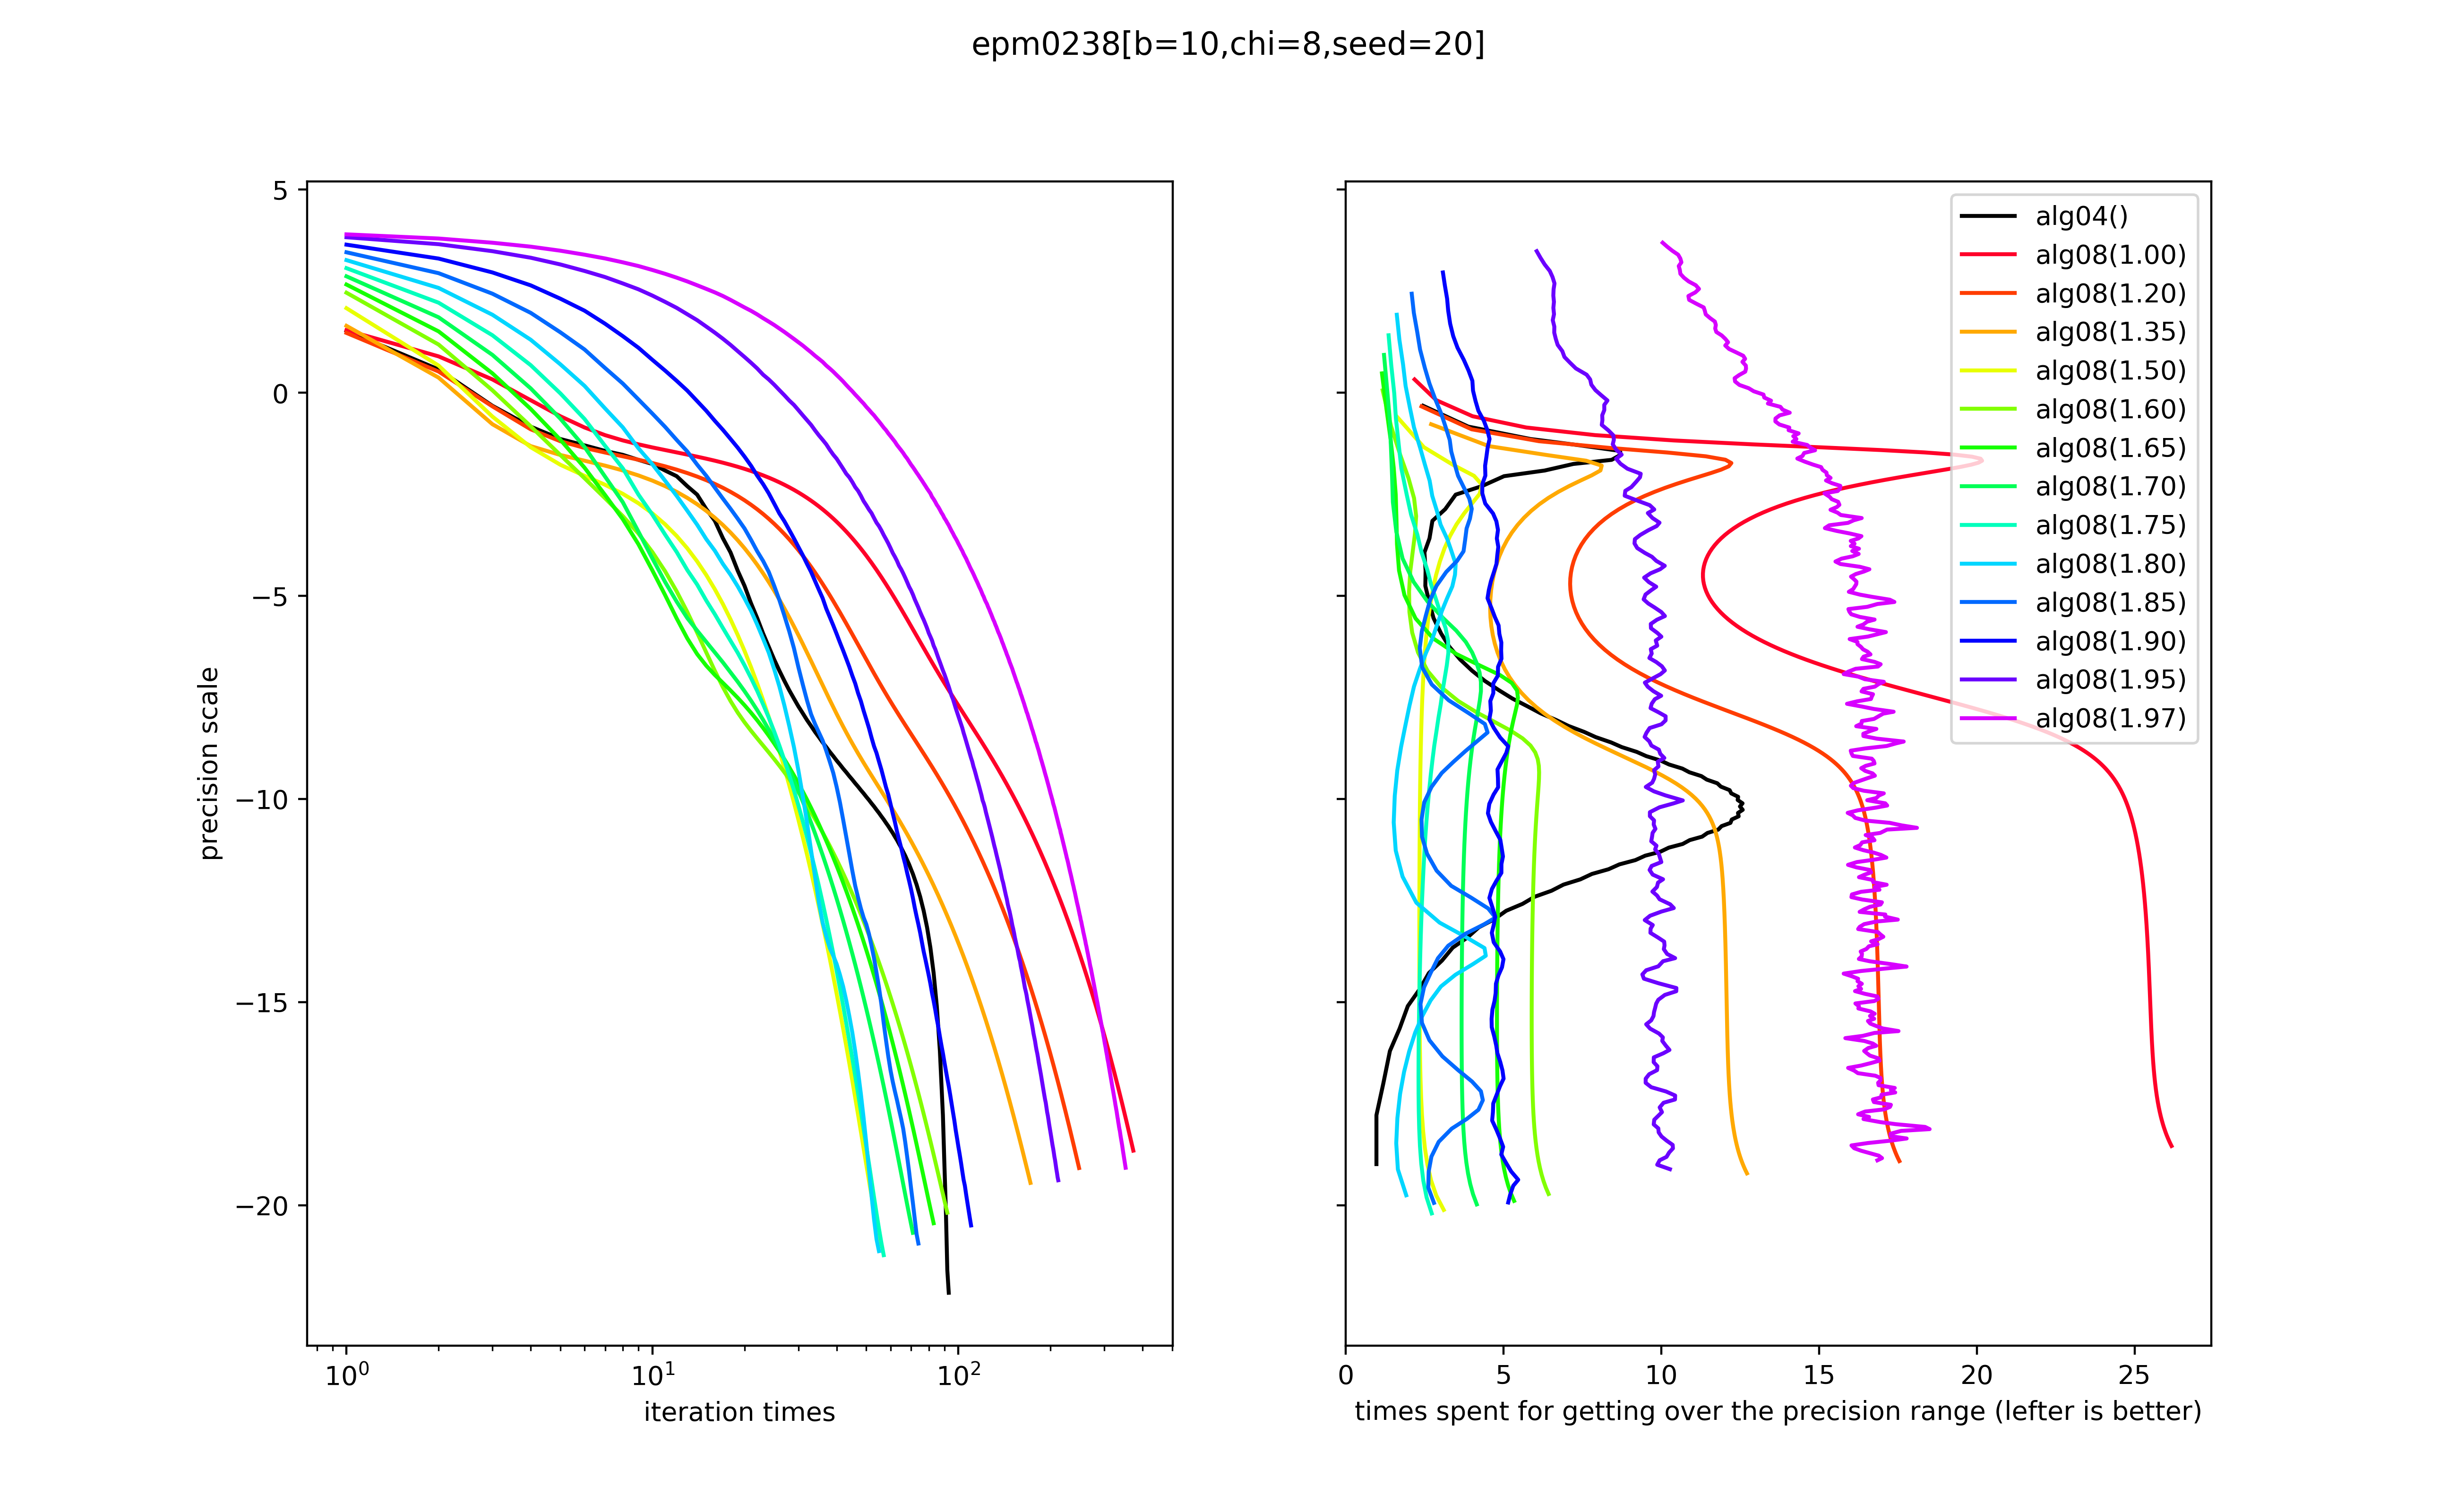 epm0238[b=10,chi=8,seed=20]
precision scale
5
0
−5
−10
−15
−20
10⁰
10¹
10²
iteration times
alg04()
alg08(1.00)
alg08(1.20)
alg08(1.35)
alg08(1.50)
alg08(1.60)
alg08(1.65)
alg08(1.70)
alg08(1.75)
alg08(1.80)
alg08(1.85)
alg08(1.90)
alg08(1.95)
alg08(1.97)
0
5
10
15
20
25
times spent for getting over the precision range (lefter is better)